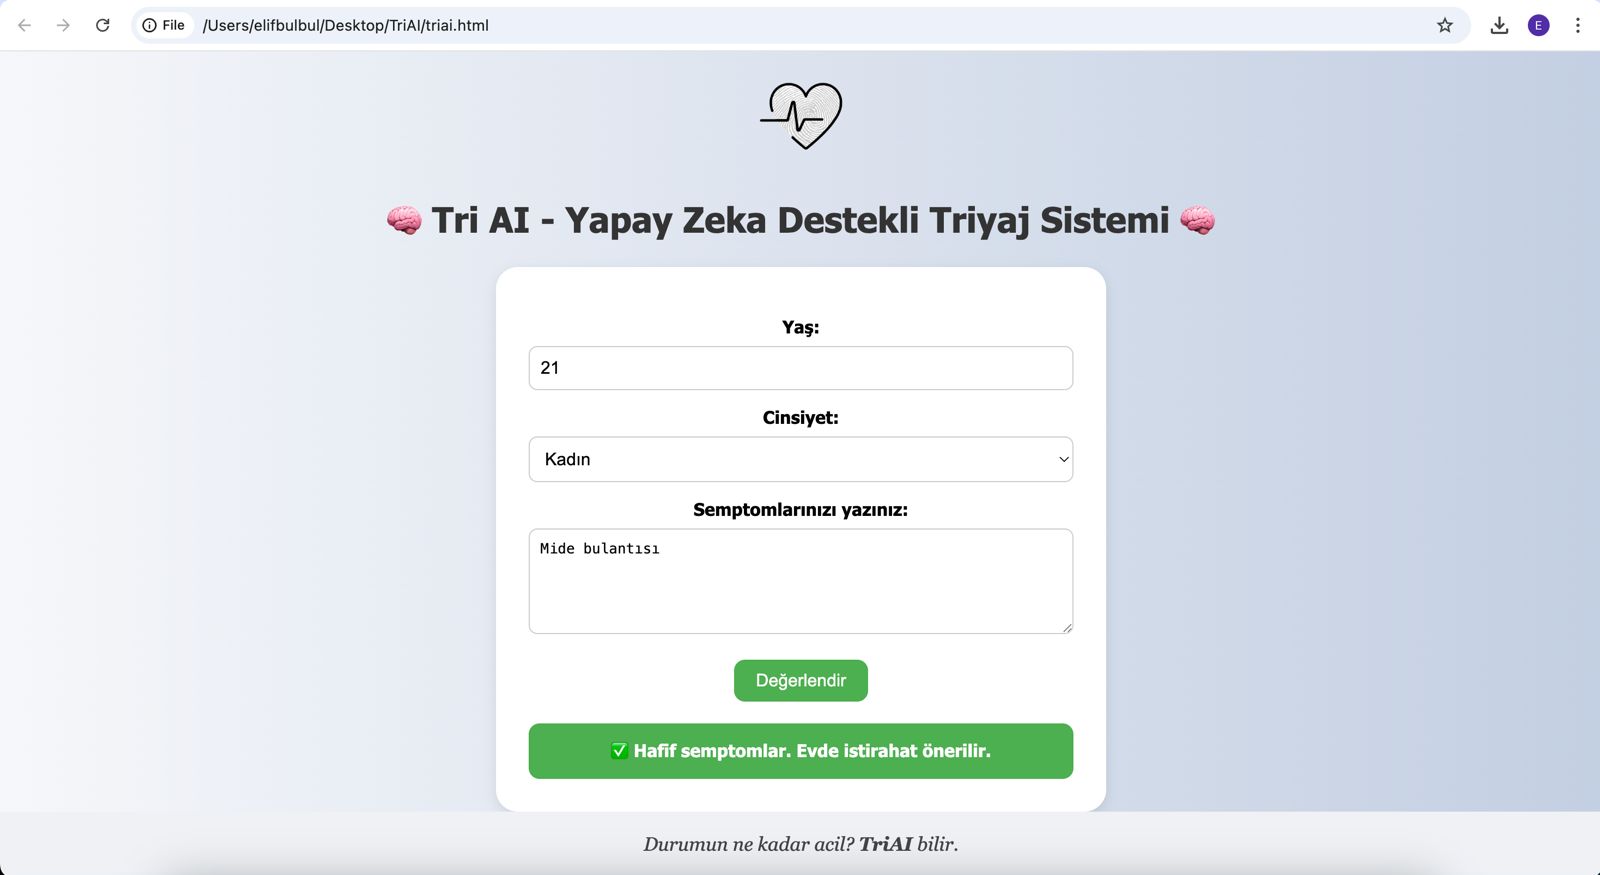 File
/Users/elifbulbul/Desktop/TriAI/triai.html
E
🧠 Tri AI - Yapay Zeka Destekli Triyaj Sistemi 🧠
Yaş:
21
Cinsiyet:
Kadın
Semptomlarınızı yazınız:
Mide bulantısı
Değerlendir
✅ Hafif semptomlar. Evde istirahat önerilir.
Durumun ne kadar acil? TriAI bilir.